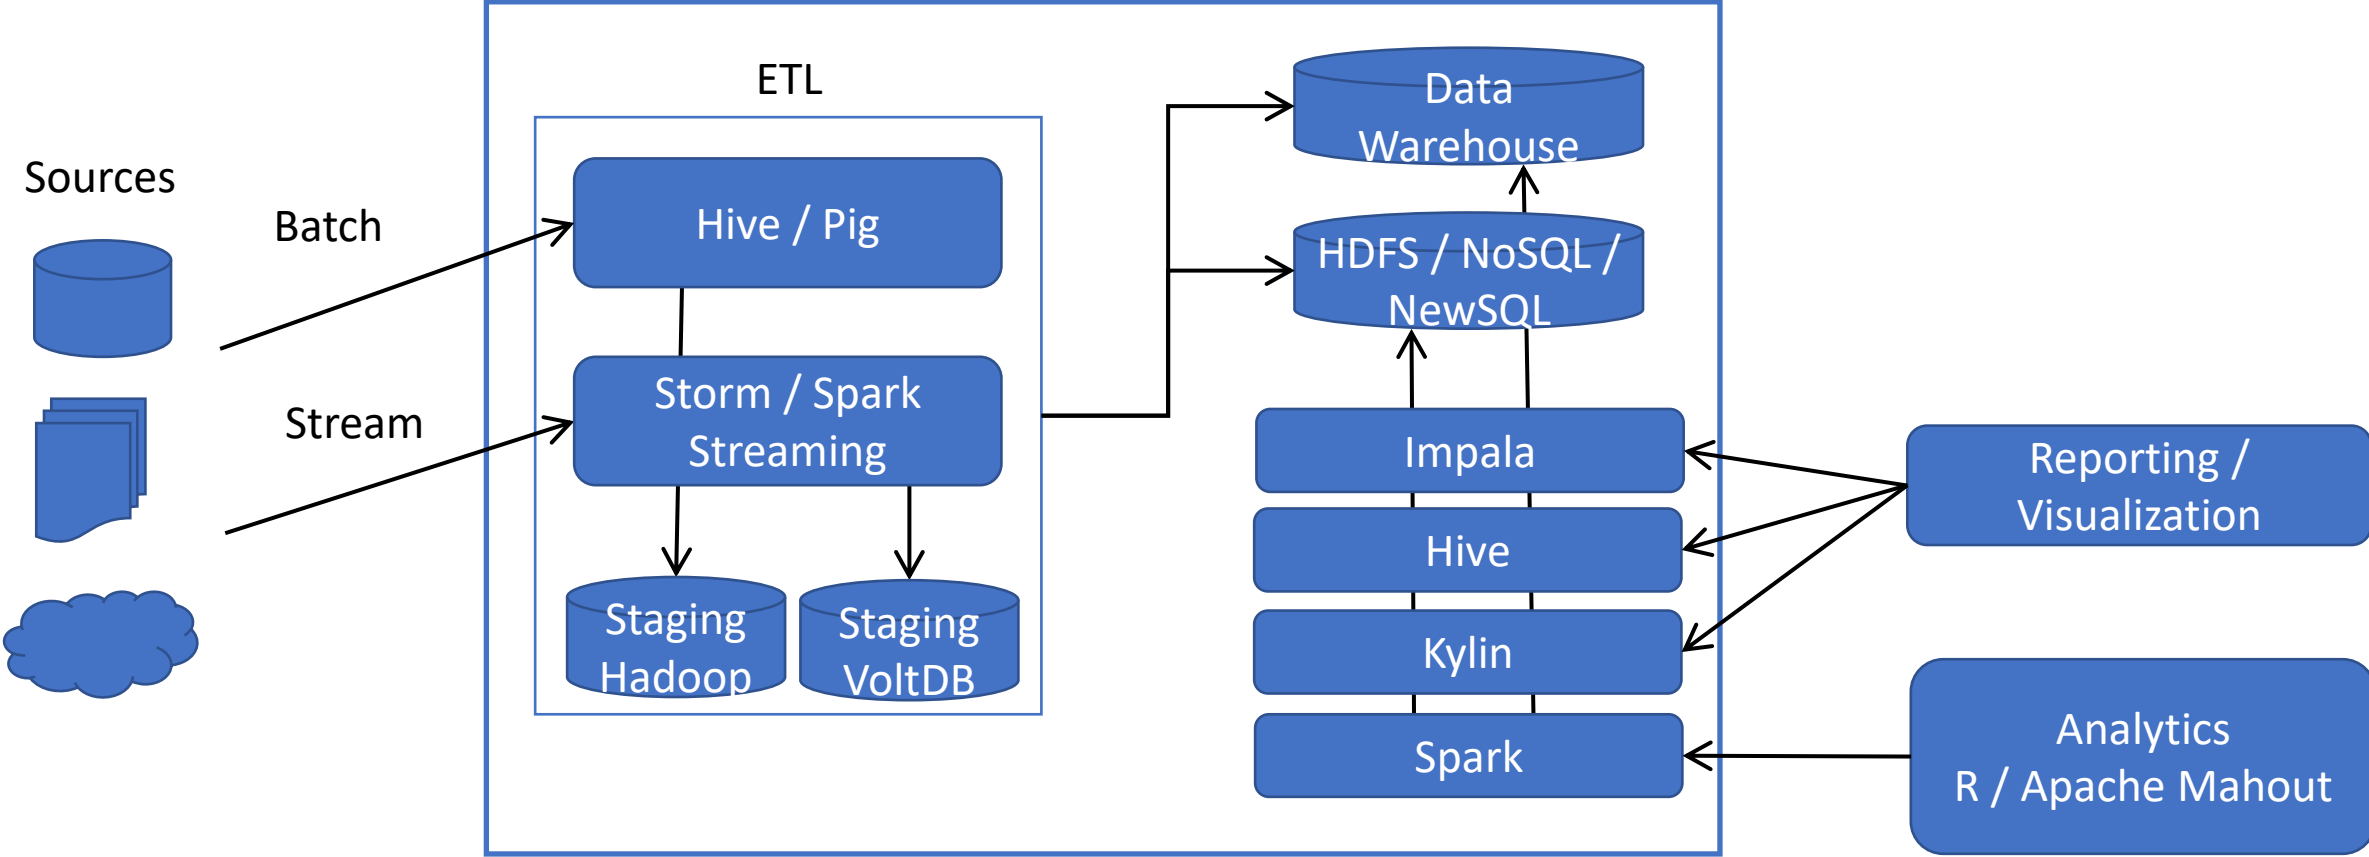 Sources
Batch
Stream
ETL
Hive / Pig
Storm / Spark
Streaming
Staging
Hadoop
Staging
VoltDB
Data
Warehouse
HDFS / NoSQL /
NewSQL
Impala
Hive
Kylin
Spark
Reporting /
Visualization
Analytics
R / Apache Mahout